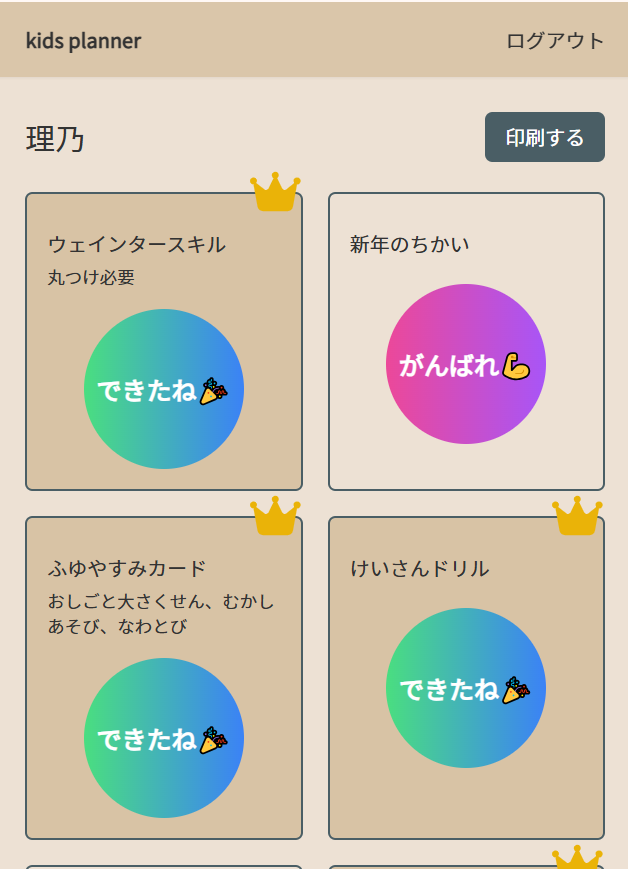 kids planner
ログアウト
理乃
印刷する
ウェインタースキル
丸つけ必要
できたね🎉
新年のちかい
がんばれ💪
ふゆやすみカード
おしごと大さくせん、むかし
あそび、なわとび
できたね🎉
けいさんドリル
できたね🎉